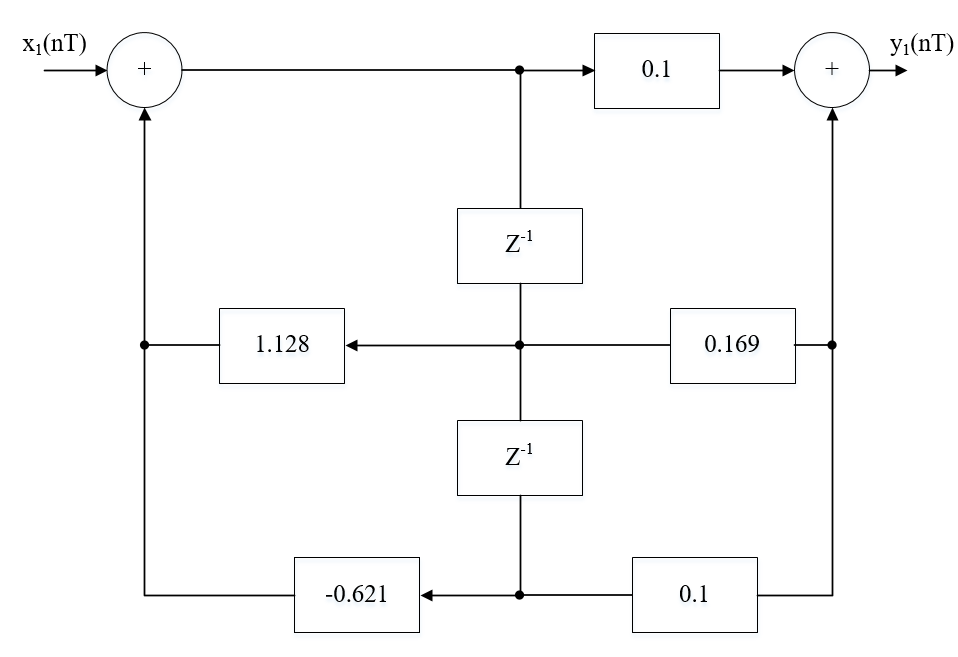 x₁(nT)
+
0.1
+
y₁(nT)
Z⁻¹
1.128
0.169
Z⁻¹
-0.621
0.1